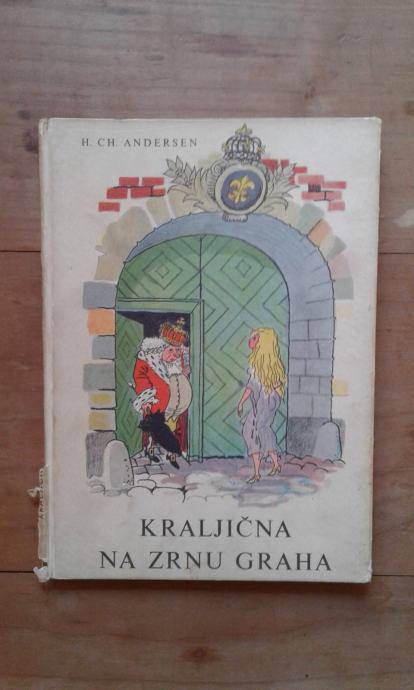 H. CH. ANDERSEN
KRALJIČNA
NA ZRNU GRAHA